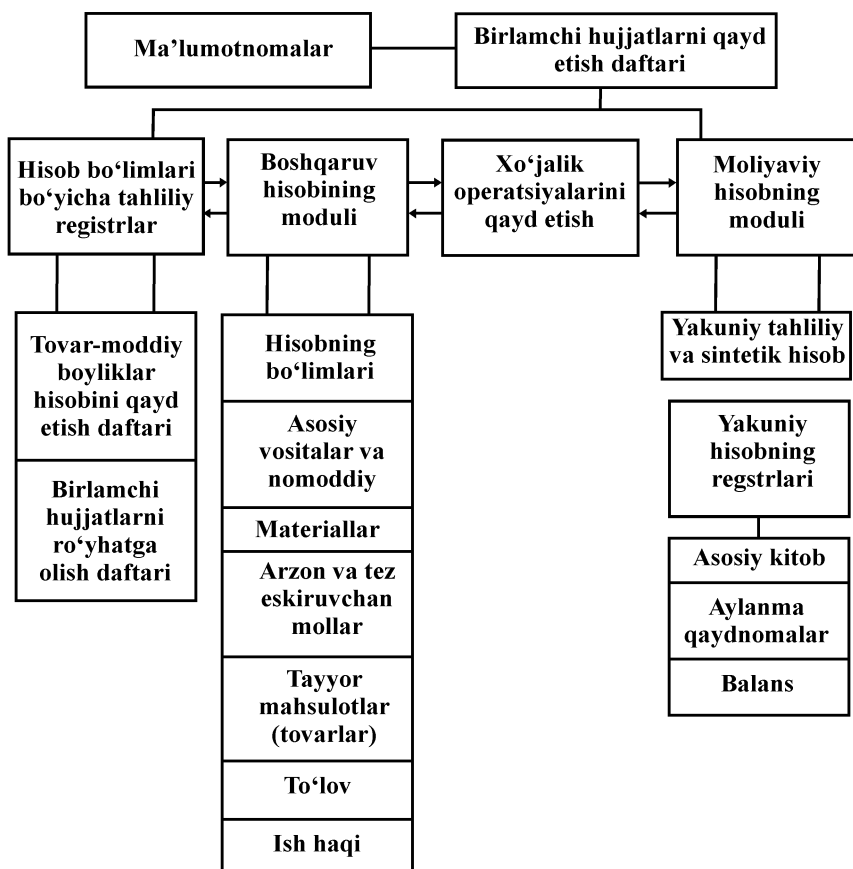 Ma’lumotnomalar
Birlamchi hujjatlarni qayd
etish daftari
Hisob bo‘limlari
bo‘yicha tahliliy
registrlar
Boshqaruv
hisobining
moduli
Xo‘jalik
operatsiyalarini
qayd etish
Moliyaviy
hisobning
moduli
Tovar-moddiy
boyliklar
hisobini qayd
etish daftari
Birlamchi
hujjatlarni
ro‘yhatga
olish daftari
Hisobning
bo‘limlari
Asosiy
vositalar va
nomoddiy
Materiallar
Arzon va tez
eskiruvchan
mollar
Tayyor
mahsulotlar
(tovarlar)
To‘lov
Ish haqi
Yakuniy tahliliy
va sintetik hisob
Yakuniy
hisobning
regstrlari
Asosiy kitob
Aylanma
qaydnomalar
Balans